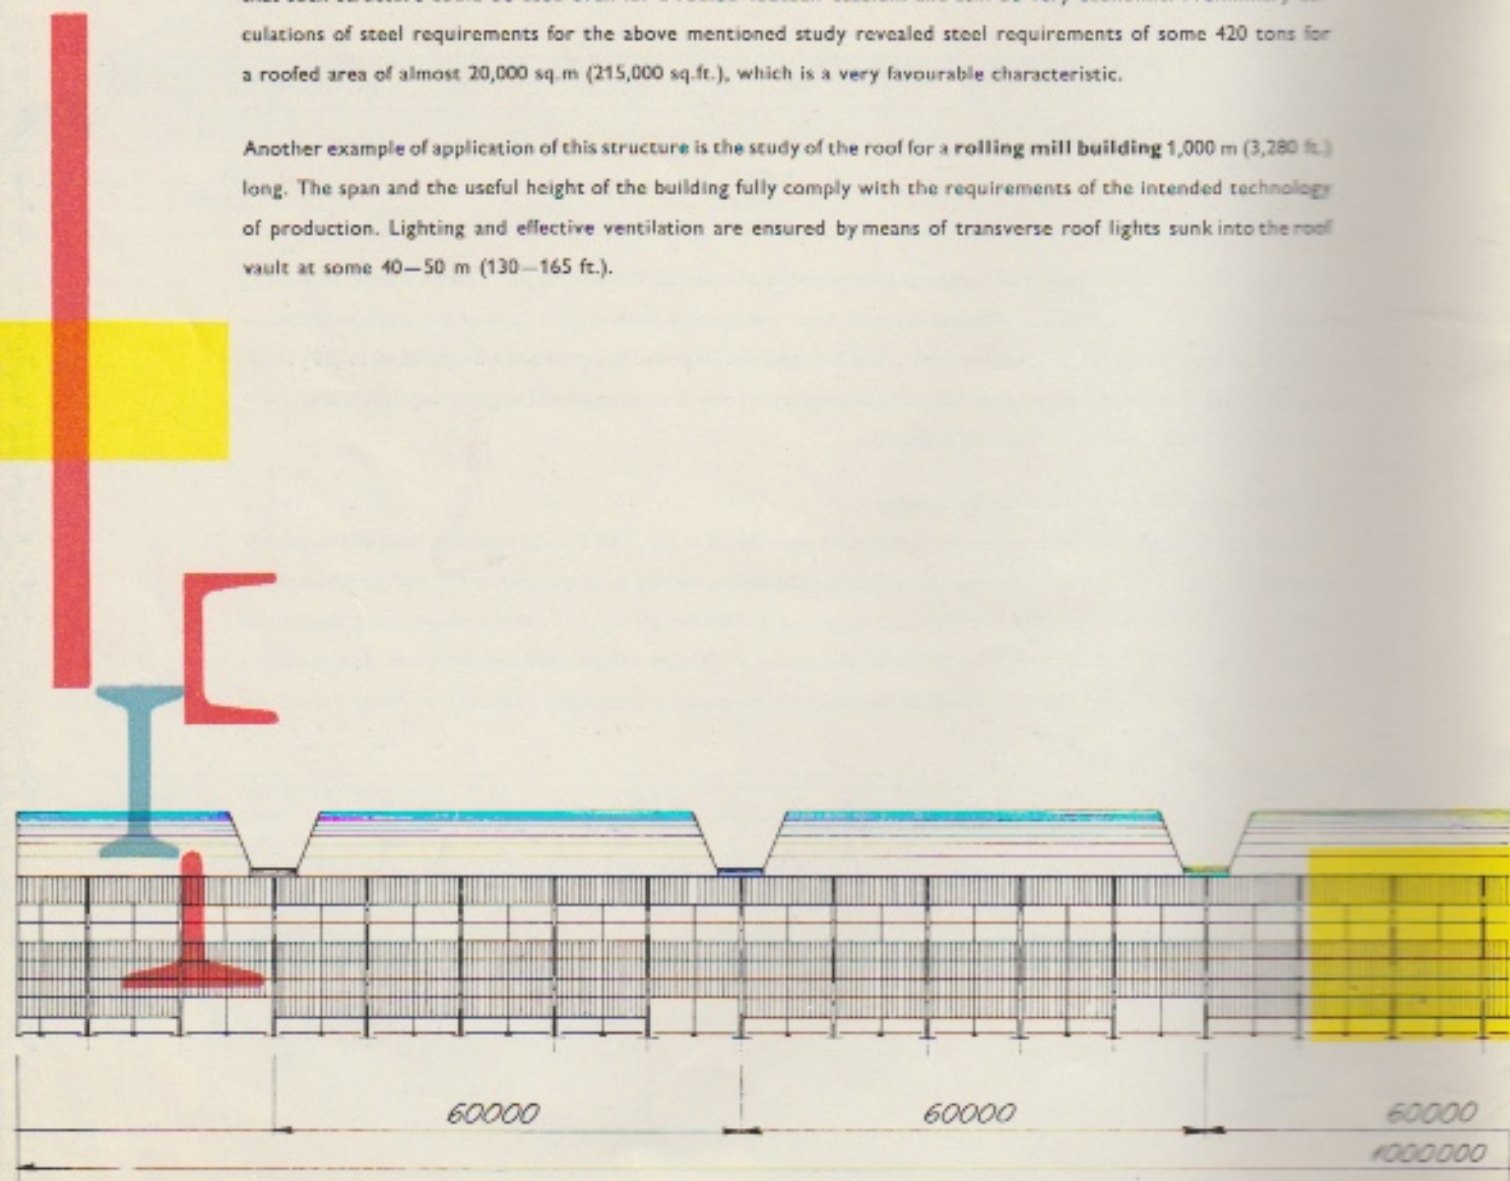 culations of steel requirements for the above mentioned study revealed steel requirements of some 420 tons for
a roofed area of almost 20,000 sq.m (215,000 sq.ft.), which is a very favourable characteristic.
Another example of application of this structure is the study of the roof for a rolling mill building 1,000 m (3,280 ft.)
long. The span and the useful height of the building fully comply with the requirements of the intended technology
of production. Lighting and effective ventilation are ensured by means of transverse roof lights sunk into the roof
vault at some 40—50 m (130—165 ft.).
60000 60000 60000
1000000